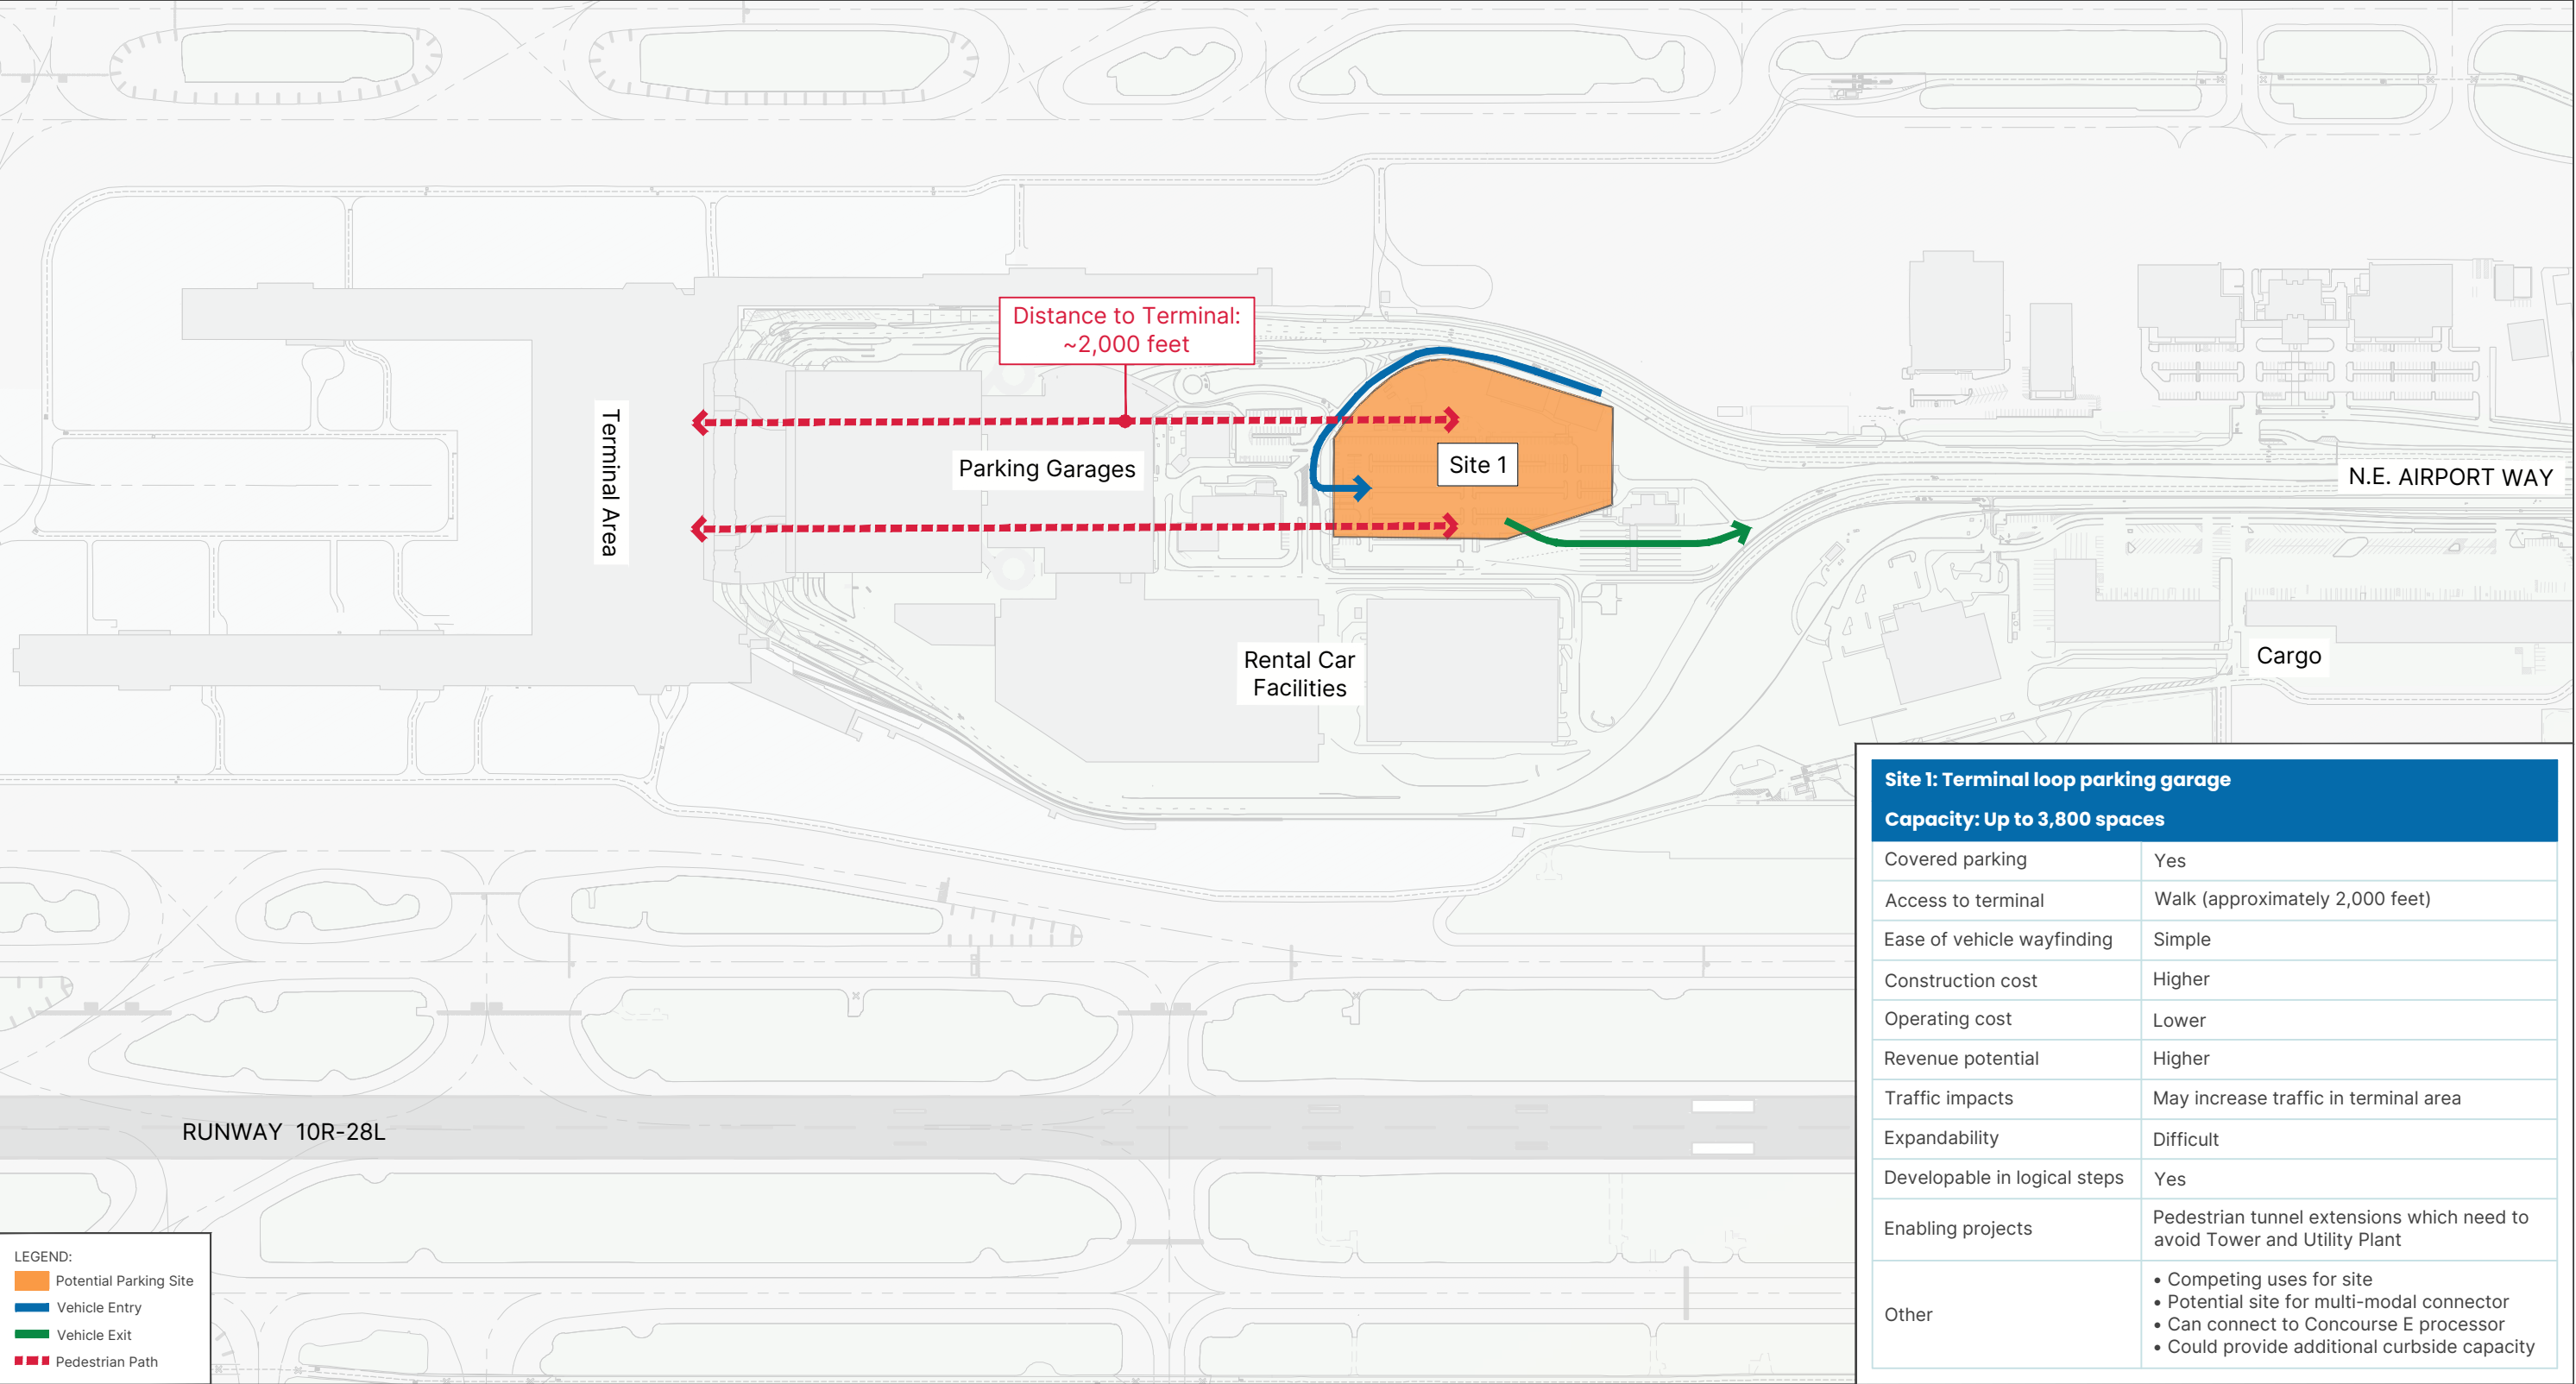 Distance to Terminal:
~2,000 feet
Terminal Area
Parking Garages
Site 1
N.E. AIRPORT WAY
Rental Car
Facilities
Cargo
RUNWAY 10R-28L
LEGEND:
Potential Parking Site
Vehicle Entry
Vehicle Exit
Pedestrian Path
Site 1: Terminal loop parking garage
Capacity: Up to 3,800 spaces
Covered parking Yes
Access to terminal Walk (approximately 2,000 feet)
Ease of vehicle wayfinding Simple
Construction cost Higher
Operating cost Lower
Revenue potential Higher
Traffic impacts May increase traffic in terminal area
Expandability Difficult
Developable in logical steps Yes
Enabling projects Pedestrian tunnel extensions which need to
avoid Tower and Utility Plant
Other
• Competing uses for site
• Potential site for multi-modal connector
• Can connect to Concourse E processor
• Could provide additional curbside capacity